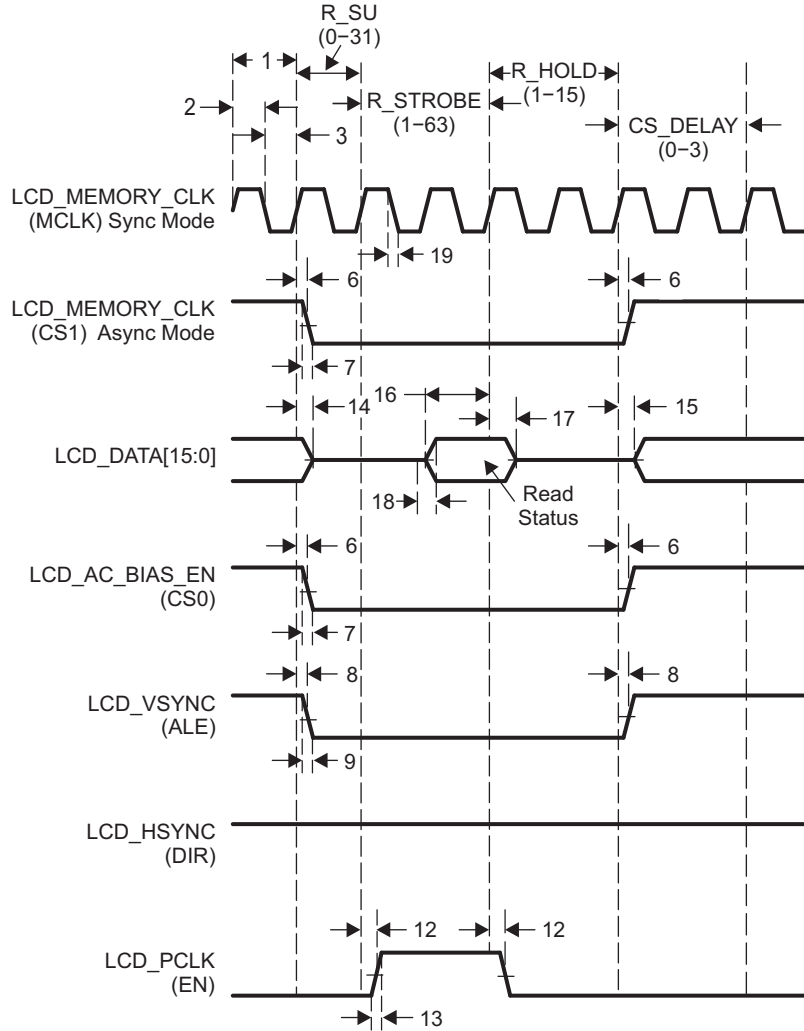 R_SU
(0−31)
1
R_HOLD
(1−15)
2
R_STROBE
(1−63)
3
CS_DELAY
(0−3)
LCD_MEMORY_CLK
(MCLK) Sync Mode
19
6
6
LCD_MEMORY_CLK
(CS1) Async Mode
7
16
14
17
15
LCD_DATA[15:0]
18
Read
Status
6
6
LCD_AC_BIAS_EN
(CS0)
7
8
8
LCD_VSYNC
(ALE)
9
LCD_HSYNC
(DIR)
12
12
LCD_PCLK
(EN)
13